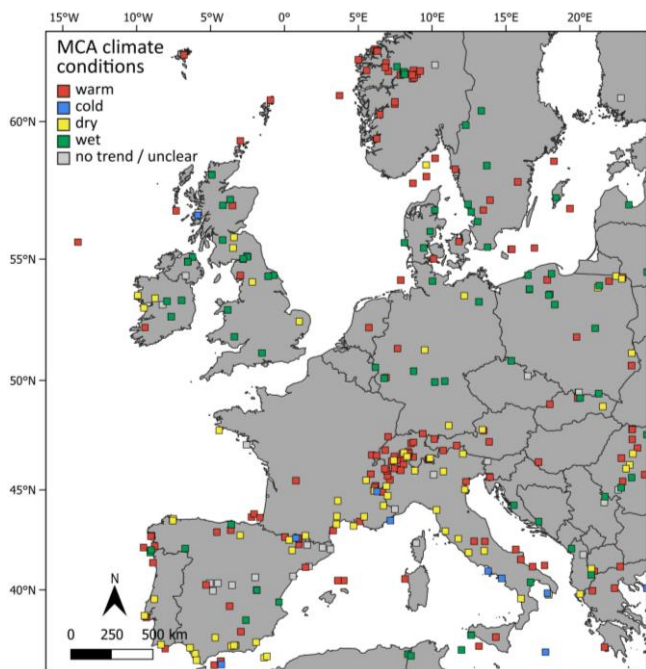 15°W 10°W 5°W 0°E 5°E 10°E 15°E 20°E
MCA climate
conditions
warm
cold
dry
wet
no trend / unclear
60°N
55°N
50°N
45°N
40°N
N
0 250 500 km